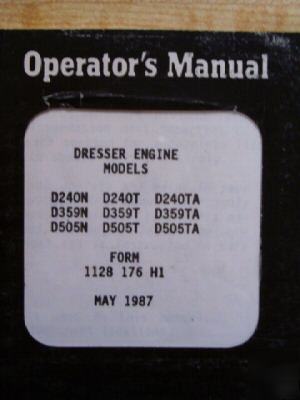 Operator's Manual
DRESSER ENGINE
MODELS
D240N D240T D240TA
D359N D359T D359TA
D505N D505T D505TA
FORM
1128 176 H1
MAY 1987